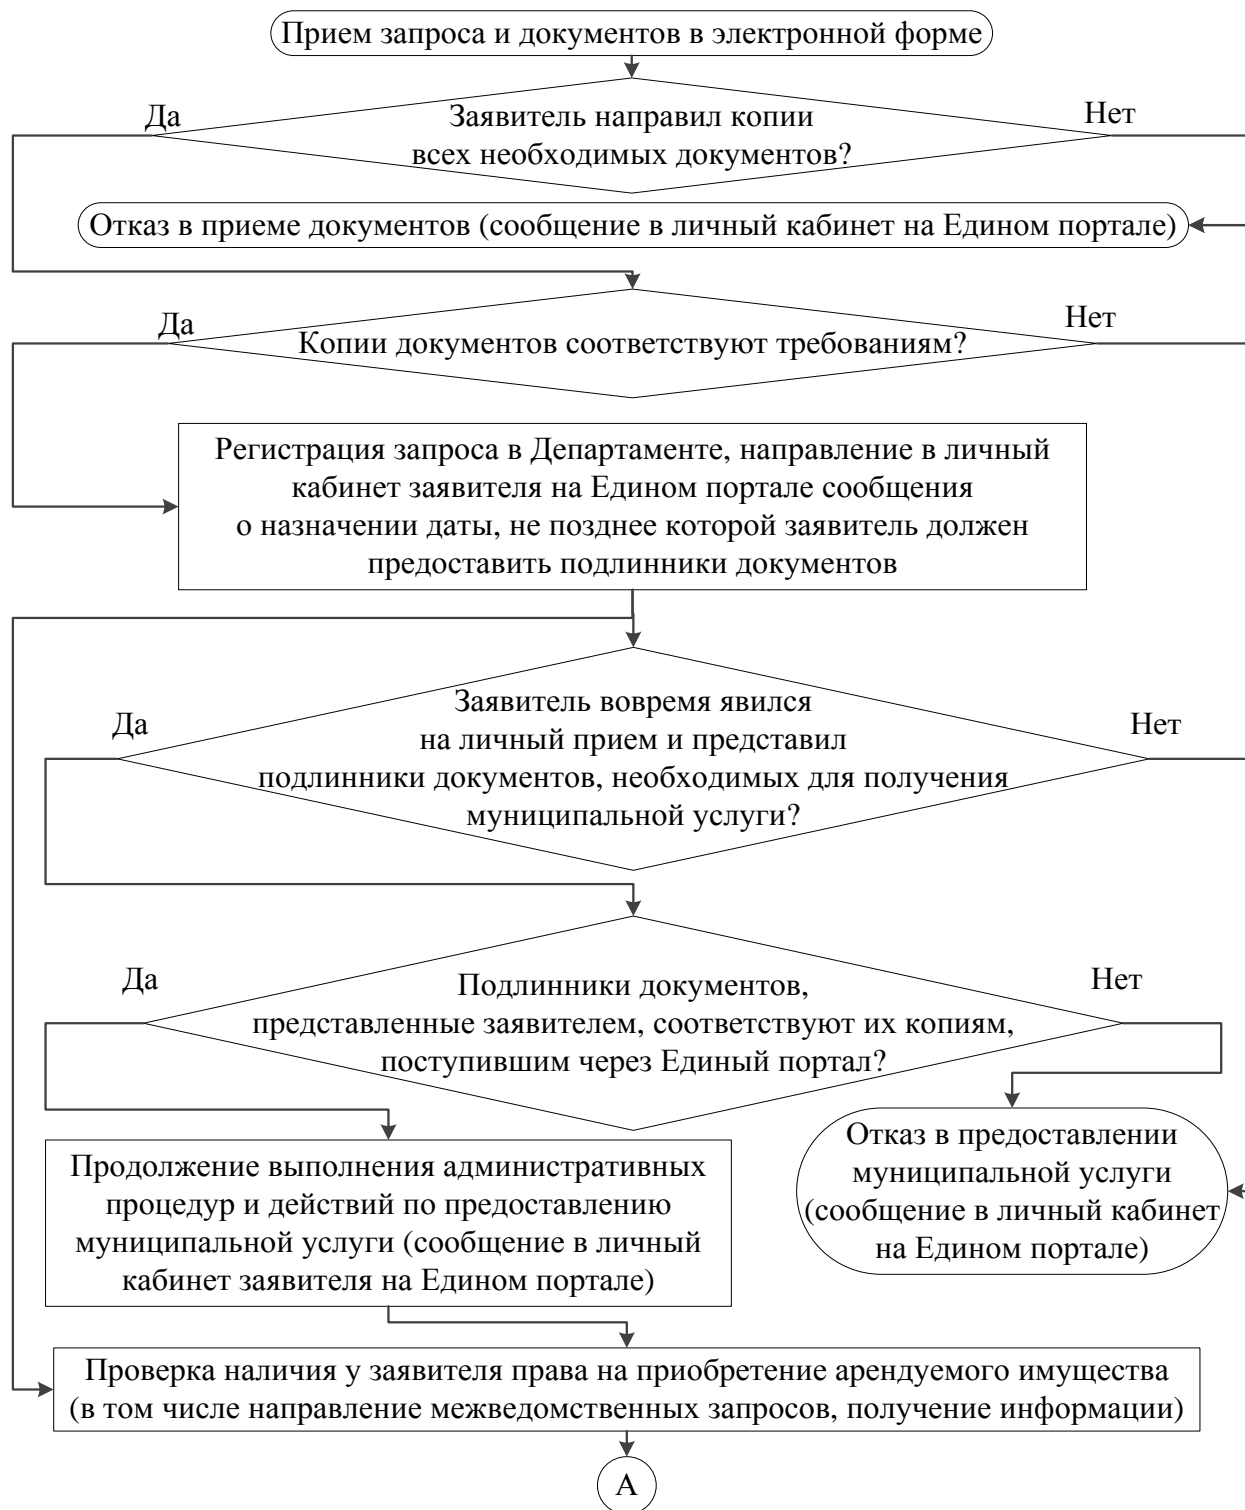 Прием запроса и документов в электронной форме
Да
Нет
Заявитель направил копии
всех необходимых документов?
Отказ в приеме документов (сообщение в личный кабинет на Едином портале)
Да
Нет
Копии документов соответствуют требованиям?
Регистрация запроса в Департаменте, направление в личный
кабинет заявителя на Едином портале сообщения
о назначении даты, не позднее которой заявитель должен
предоставить подлинники документов
Да
Нет
Заявитель вовремя явился
на личный прием и представил
подлинники документов, необходимых для получения
муниципальной услуги?
Да
Нет
Подлинники документов,
представленные заявителем, соответствуют их копиям,
поступившим через Единый портал?
Отказ в предоставлении
муниципальной услуги
(сообщение в личный кабинет
на Едином портале)
Продолжение выполнения административных
процедур и действий по предоставлению
муниципальной услуги (сообщение в личный
кабинет заявителя на Едином портале)
Проверка наличия у заявителя права на приобретение арендуемого имущества
(в том числе направление межведомственных запросов, получение информации)
А